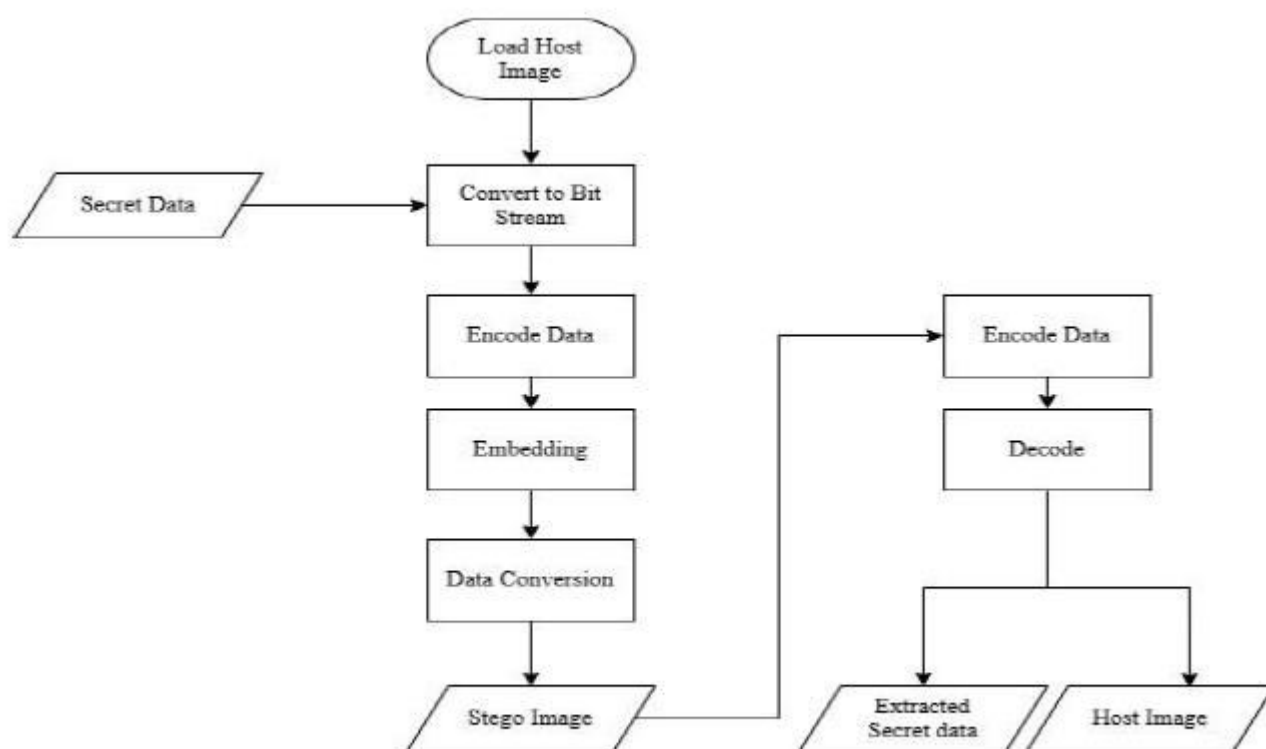 Load Host
Image
Secret Data
Convert to Bit
Stream
Encode Data
Embedding
Data Conversion
Stego Image
Encode Data
Decode
Extracted
Secret data
Host Image